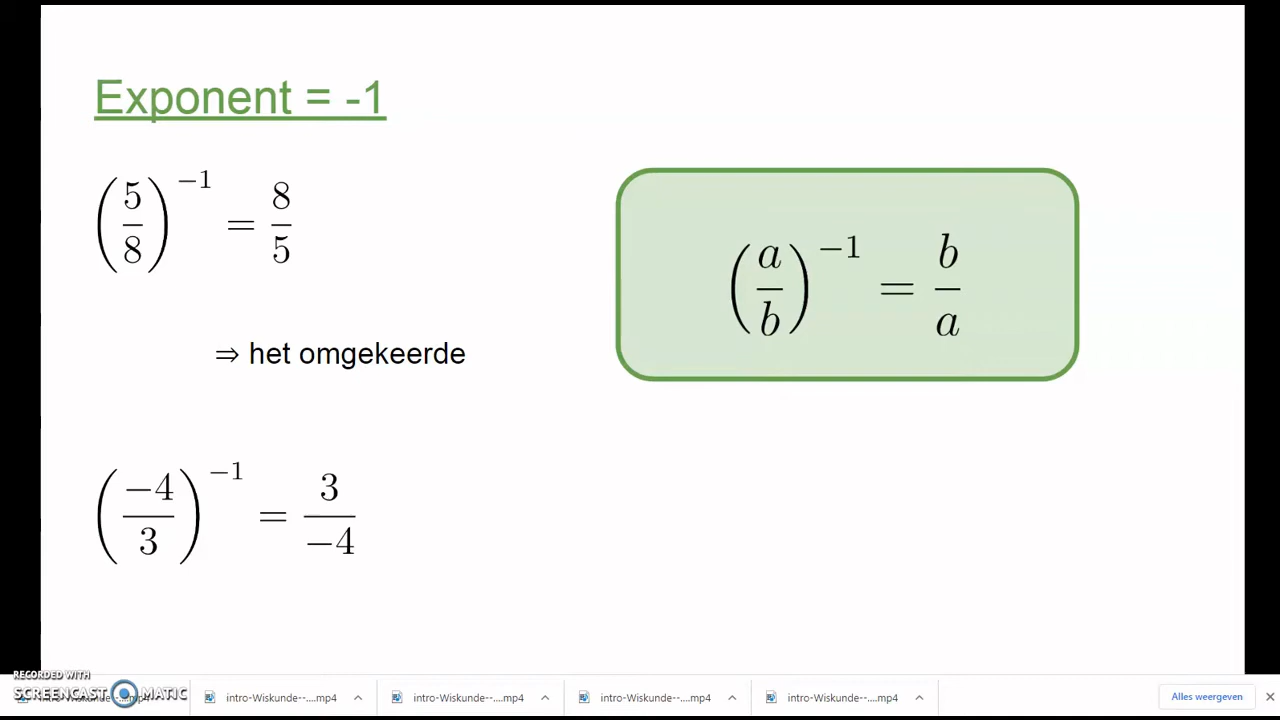 Exponent = -1
(5/8)^−1 = 8/5
(a/b)^−1 = b/a
⇒ het omgekeerde
(−4/3)^−1 = 3/−4
RECORDED WITH
SCREENCAST MATIC
intro-Wiskunde--....mp4
intro-Wiskunde--....mp4
intro-Wiskunde--....mp4
intro-Wiskunde--....mp4
Alles weergeven